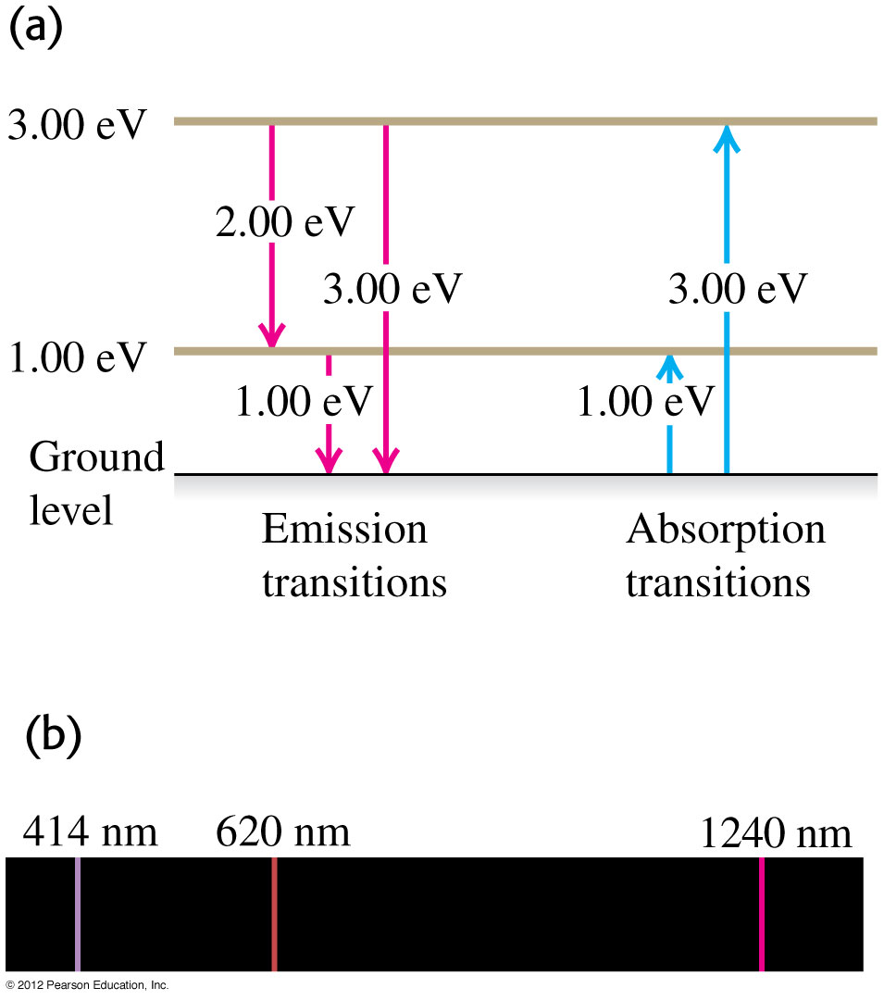 (a)
3.00 eV
2.00 eV
3.00 eV
3.00 eV
1.00 eV
1.00 eV
1.00 eV
Ground
level
Emission
transitions
Absorption
transitions
(b)
414 nm
620 nm
1240 nm
© 2012 Pearson Education, Inc.